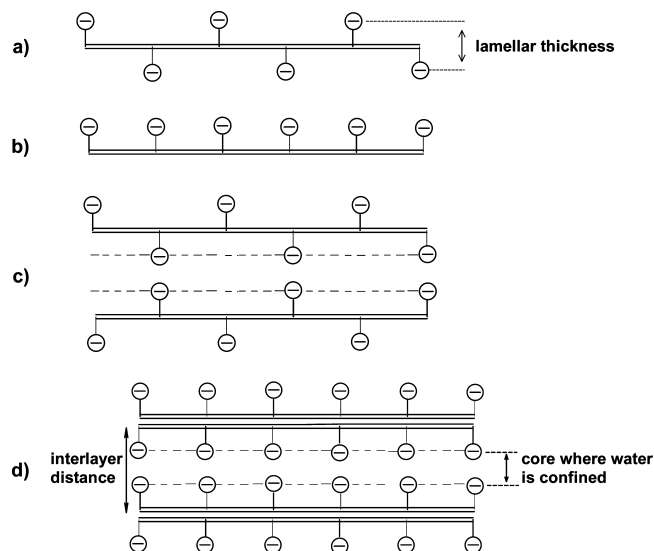 a)
lamellar thickness
b)
c)
d)
interlayer
distance
core where water
is confined